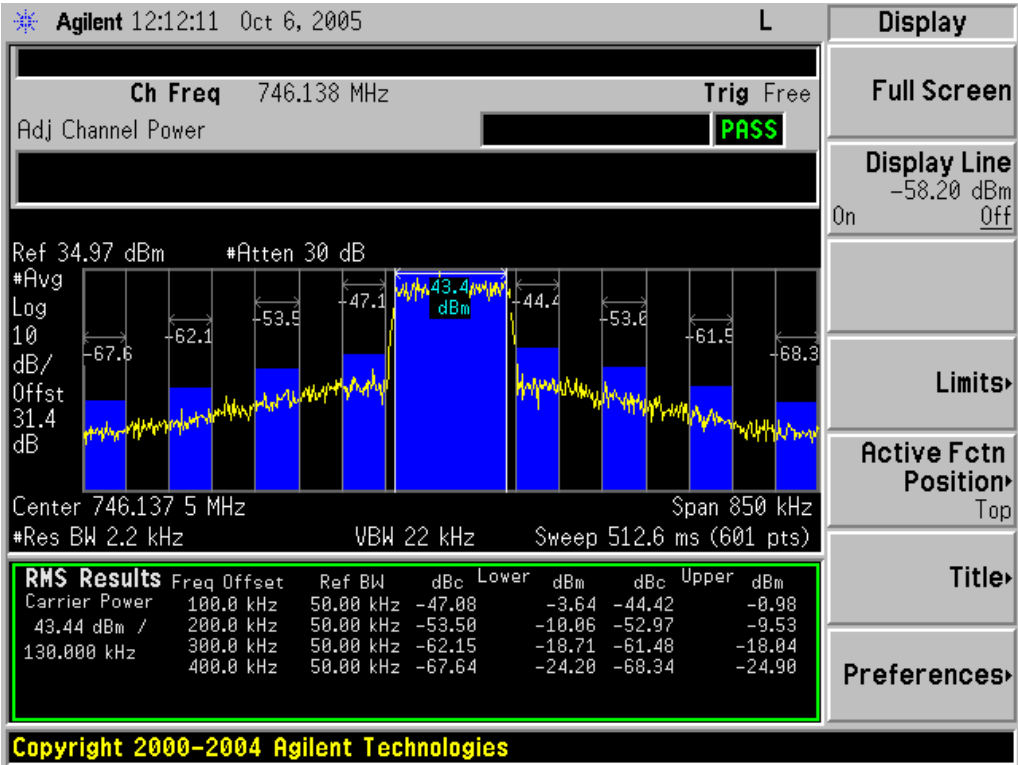 Agilent 12:12:11 Oct 6, 2005 L
Display
Ch Freq 746.138 MHz Trig Free
Adj Channel Power PASS
Full Screen
Display Line
-58.20 dBm
On Off
Ref 34.97 dBm #Atten 30 dB
#Avg
Log
10
dB/
Offst
31.4
dB
-67.6
-62.1
-53.5
-47.1
43.4
dBm
-44.4
-53.0
-61.5
-68.3
Limits
Active Fctn
Position
Top
Center 746.137 5 MHz Span 850 kHz
#Res BW 2.2 kHz VBW 22 kHz Sweep 512.6 ms (601 pts)
RMS Results Freq Offset Ref BW dBc Lower dBm dBc Upper dBm
Carrier Power 100.0 kHz 50.00 kHz -47.08 -3.64 -44.42 -0.98
43.44 dBm / 200.0 kHz 50.00 kHz -53.50 -10.06 -52.97 -9.53
130.000 kHz 300.0 kHz 50.00 kHz -62.15 -18.71 -61.48 -18.04
400.0 kHz 50.00 kHz -67.64 -24.20 -68.34 -24.90
Title
Preferences
Copyright 2000-2004 Agilent Technologies